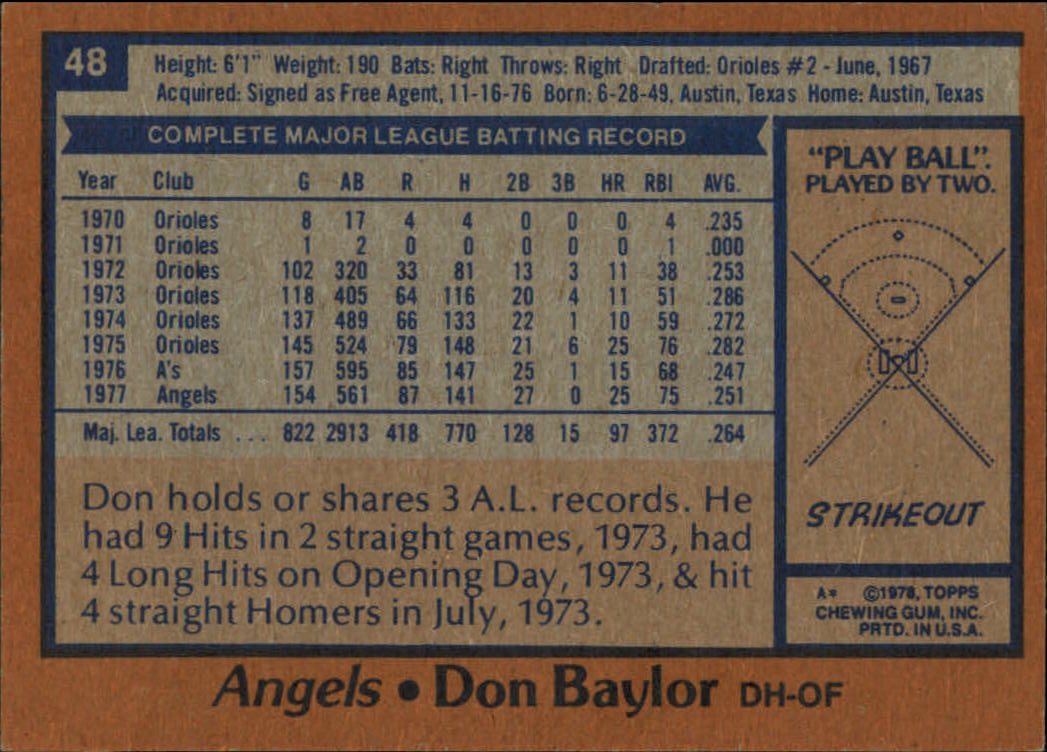 48
Height: 6'1" Weight: 190 Bats: Right Throws: Right Drafted: Orioles #2 - June, 1967
Acquired: Signed as Free Agent, 11-16-76 Born: 6-28-49, Austin, Texas Home: Austin, Texas
COMPLETE MAJOR LEAGUE BATTING RECORD
Year Club G AB R H 2B 3B HR RBI AVG.
1970 Orioles 8 17 4 4 0 0 0 4 .235
1971 Orioles 1 2 0 0 0 0 0 1 .000
1972 Orioles 102 320 33 81 13 3 11 38 .253
1973 Orioles 118 405 64 116 20 4 11 51 .286
1974 Orioles 137 489 66 133 22 1 10 59 .272
1975 Orioles 145 524 79 148 21 6 25 76 .282
1976 A's 157 595 85 147 25 1 15 68 .247
1977 Angels 154 561 87 141 27 0 25 75 .251
Maj. Lea. Totals ... 822 2913 418 770 128 15 97 372 .264
Don holds or shares 3 A.L. records. He
had 9 Hits in 2 straight games, 1973, had
4 Long Hits on Opening Day, 1973, & hit
4 straight Homers in July, 1973.
"PLAY BALL".
PLAYED BY TWO.
STRIKEOUT
A* ©1978, TOPPS
CHEWING GUM, INC.
PRTD. IN U.S.A.
Angels • Don Baylor DH-OF